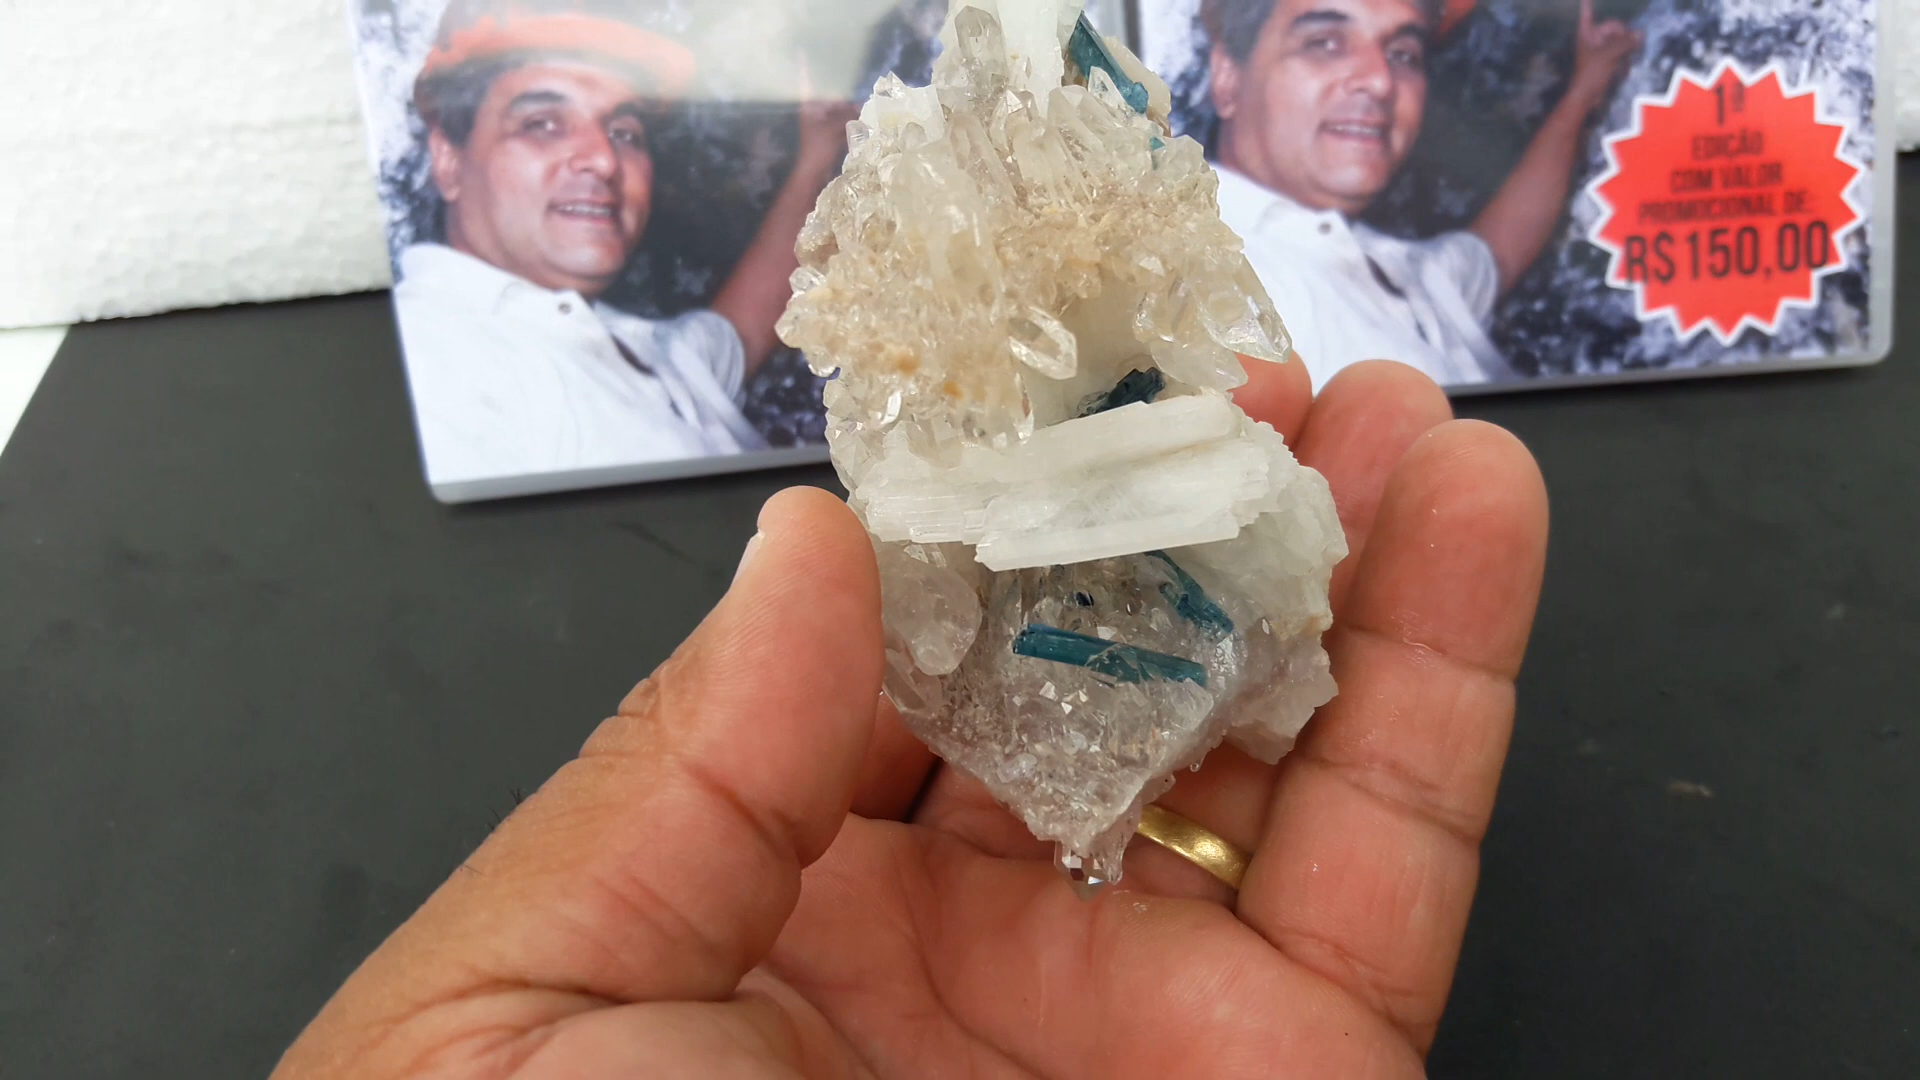 1ª
EDIÇÃO
COM VALOR
PROMOCIONAL DE:
R$150,00